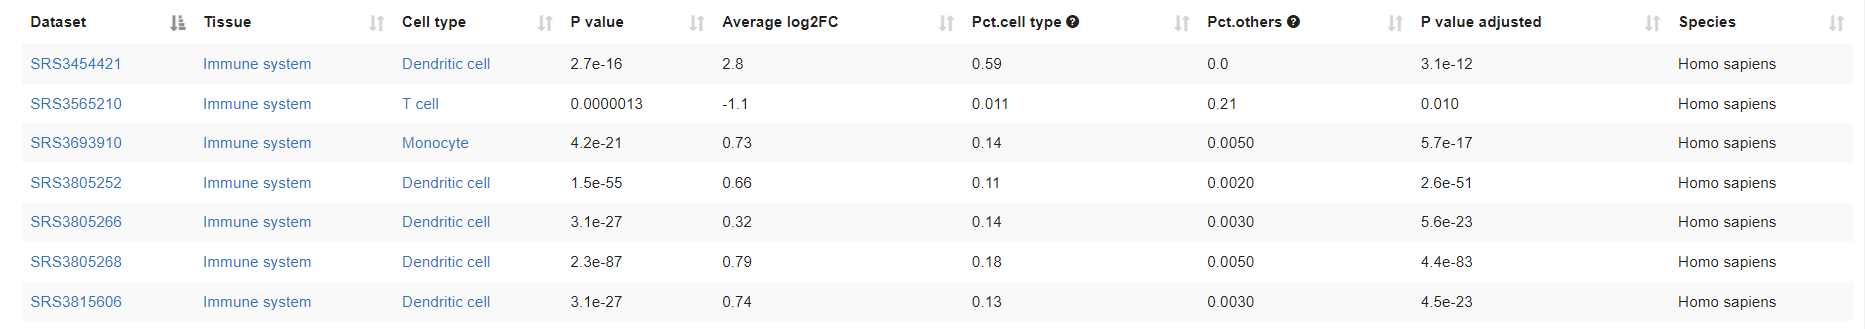 Dataset Tissue Cell type P value Average log2FC Pct.cell type Pct.others P value adjusted Species
SRS3454421 Immune system Dendritic cell 2.7e-16 2.8 0.59 0.0 3.1e-12 Homo sapiens
SRS3565210 Immune system T cell 0.0000013 -1.1 0.011 0.21 0.010 Homo sapiens
SRS3693910 Immune system Monocyte 4.2e-21 0.73 0.14 0.0050 5.7e-17 Homo sapiens
SRS3805252 Immune system Dendritic cell 1.5e-55 0.66 0.11 0.0020 2.6e-51 Homo sapiens
SRS3805266 Immune system Dendritic cell 3.1e-27 0.32 0.14 0.0030 5.6e-23 Homo sapiens
SRS3805268 Immune system Dendritic cell 2.3e-87 0.79 0.18 0.0050 4.4e-83 Homo sapiens
SRS3815606 Immune system Dendritic cell 3.1e-27 0.74 0.13 0.0030 4.5e-23 Homo sapiens